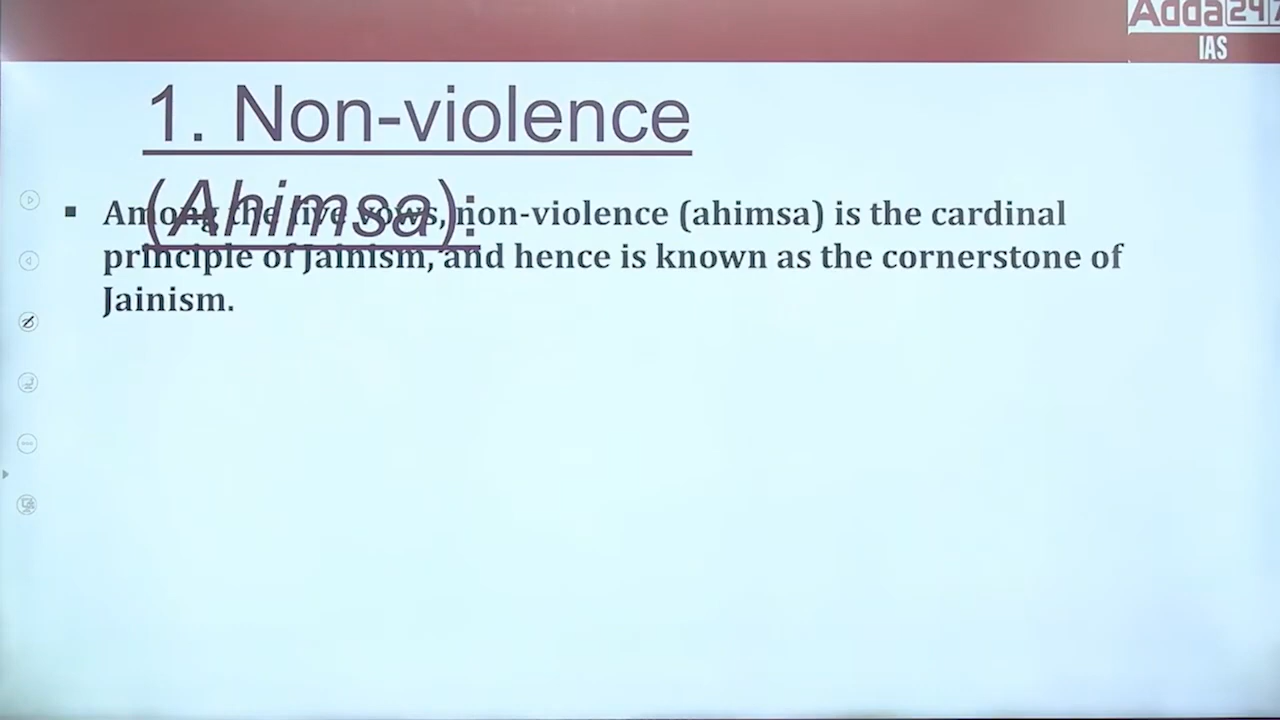 Adda247
IAS
1. Non-violence
(Ahimsa):
▪ Among the five vows, non-violence (ahimsa) is the cardinal
principle of Jainism, and hence is known as the cornerstone of
Jainism.